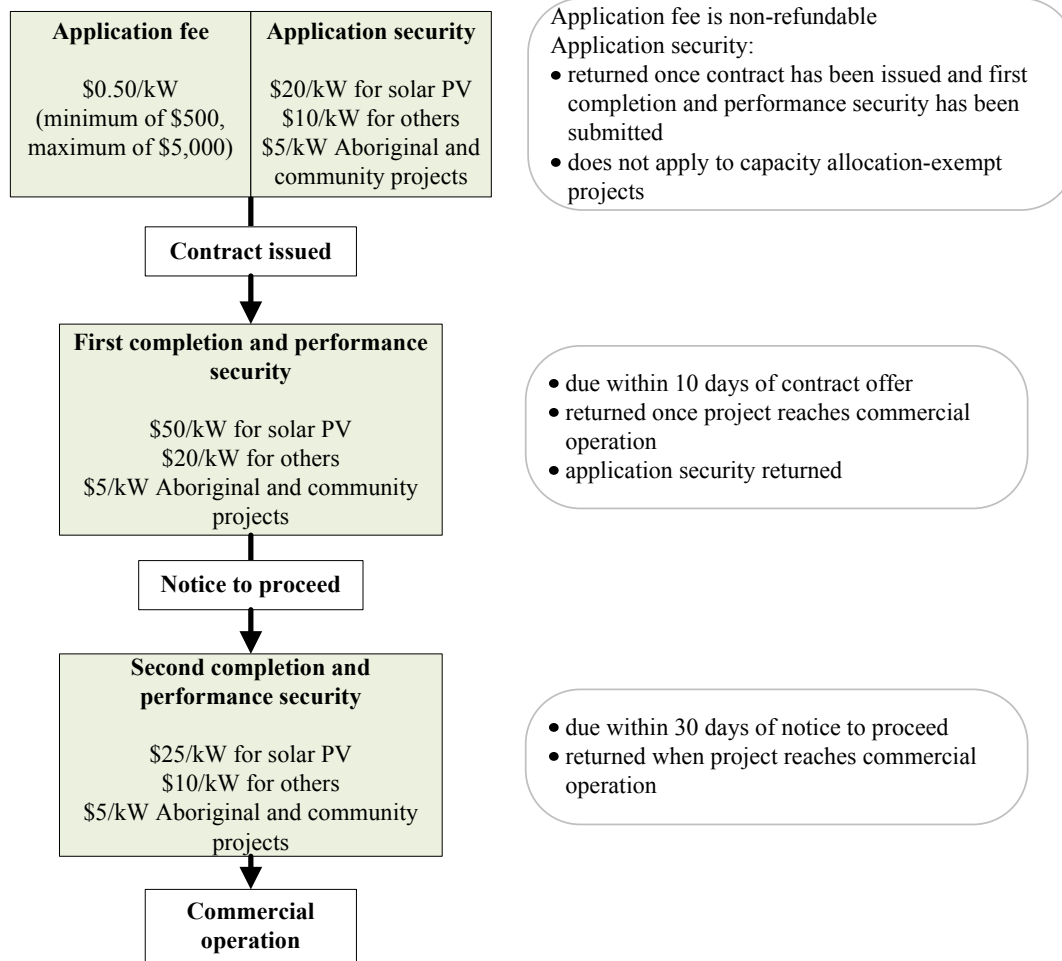 Application fee
$0.50/kW
(minimum of $500,
maximum of $5,000)
Application security
$20/kW for solar PV
$10/kW for others
$5/kW Aboriginal and
community projects
Application fee is non-refundable
Application security:
• returned once contract has been issued and first
completion and performance security has been
submitted
• does not apply to capacity allocation-exempt
projects
Contract issued
First completion and performance
security
$50/kW for solar PV
$20/kW for others
$5/kW Aboriginal and community
projects
• due within 10 days of contract offer
• returned once project reaches commercial
operation
• application security returned
Notice to proceed
Second completion and
performance security
$25/kW for solar PV
$10/kW for others
$5/kW Aboriginal and community
projects
• due within 30 days of notice to proceed
• returned when project reaches commercial
operation
Commercial
operation